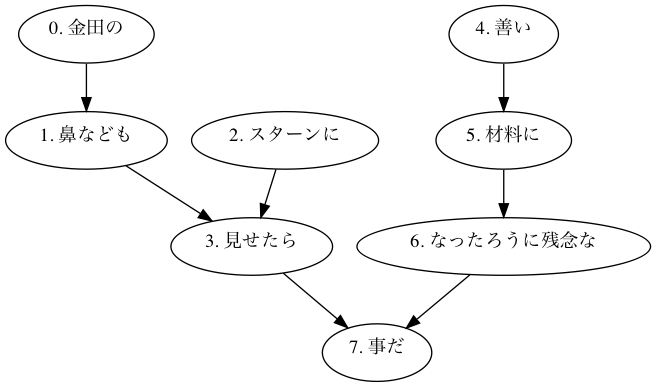 0. 金田の
4. 善い
1. 鼻なども
2. スターンに
5. 材料に
3. 見せたら
6. なったろうに残念な
7. 事だ